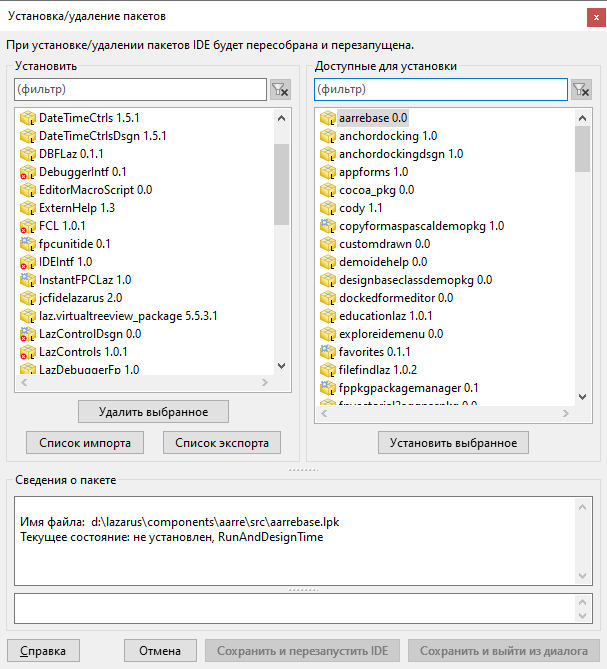 Установка/удаление пакетов
При установке/удалении пакетов IDE будет пересобрана и перезапущена.
Установить
(фильтр)
DateTimeCtrls 1.5.1
DateTimeCtrlsDsgn 1.5.1
DBFLaz 0.1.1
DebuggerIntf 0.1
EditorMacroScript 0.0
ExternHelp 1.3
FCL 1.0.1
fpcunitide 0.1
IDEIntf 1.0
InstantFPCLaz 1.0
jcfidelazarus 2.0
laz.virtualtreeview_package 5.5.3.1
LazControlDsgn 0.0
LazControls 1.0.1
LazDebuggerFp 1.0
Удалить выбранное
Список импорта
Список экспорта
Доступные для установки
(фильтр)
aarrebase 0.0
anchordocking 1.0
anchordockingdsgn 1.0
appforms 1.0
cocoa_pkg 0.0
cody 1.1
copyformaspascaldemopkg 1.0
customdrawn 0.0
demoidehelp 0.0
designbaseclassdemopkg 0.0
dockedformeditor 0.0
educationlaz 1.0.1
exploreidemenu 0.0
favorites 0.1.1
filefindlaz 1.0.2
fppkgpackagemanager 0.1
Установить выбранное
Сведения о пакете
Имя файла: d:\lazarus\components\aarre\src\aarrebase.lpk
Текущее состояние: не установлен, RunAndDesignTime
Справка
Отмена
Сохранить и перезапустить IDE
Сохранить и выйти из диалога